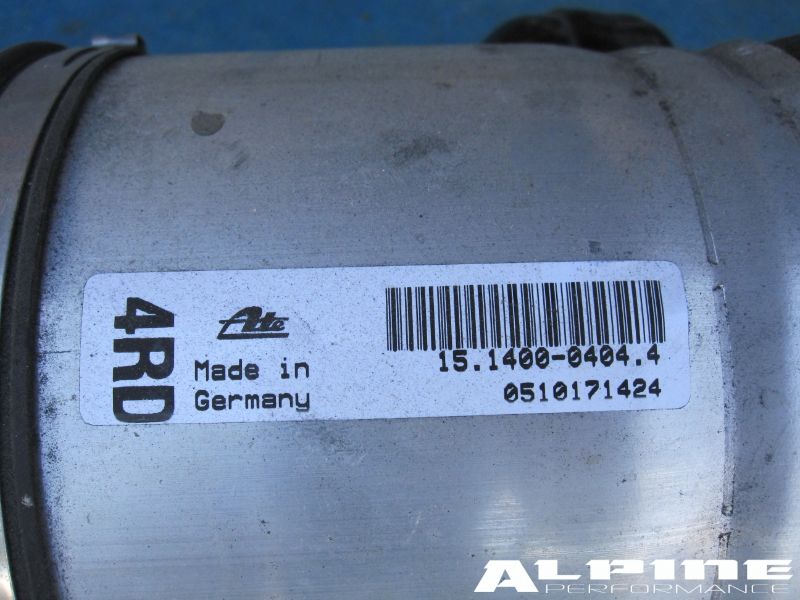 4RD
Ate
Made in
Germany
15.1400-0404.4
0510171424
ALPINE
PERFORMANCE